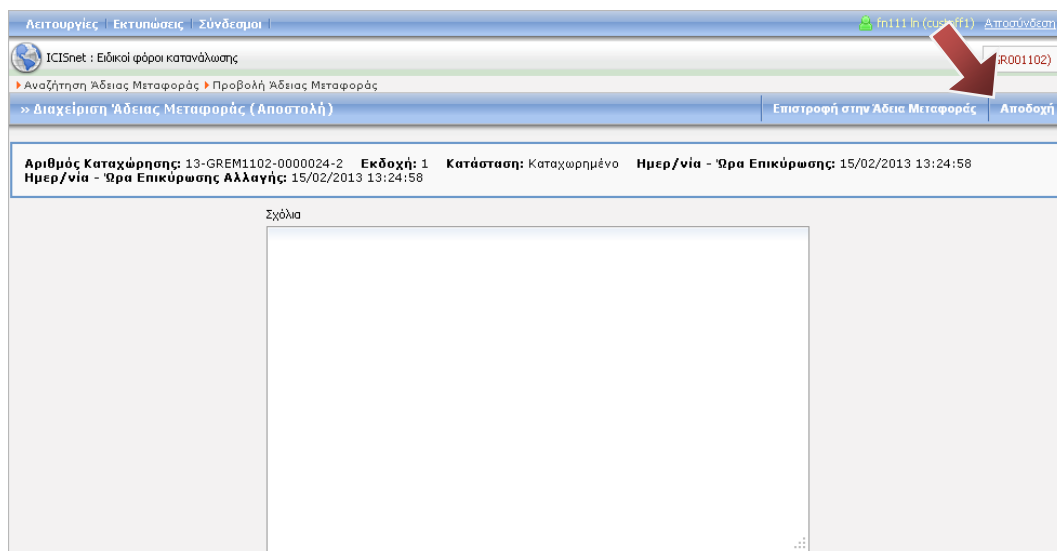 Λειτουργίες | Εκτυπώσεις | Σύνδεσμοι | fn111 ln (custoff1) Αποσύνδεση
ICISnet : Ειδικοί φόροι κατανάλωσης GR001102)
Αναζήτηση Άδειας Μεταφοράς Προβολή Άδειας Μεταφοράς
» Διαχείριση Άδειας Μεταφοράς (Αποστολή) Επιστροφή στην Άδεια Μεταφοράς Αποδοχή
Αριθμός Καταχώρησης: 13-GREM1102-0000024-2 Εκδοχή: 1 Κατάσταση: Καταχωρημένο Ημερ/νία - Ώρα Επικύρωσης: 15/02/2013 13:24:58
Ημερ/νία - Ώρα Επικύρωσης Αλλαγής: 15/02/2013 13:24:58
Σχόλια